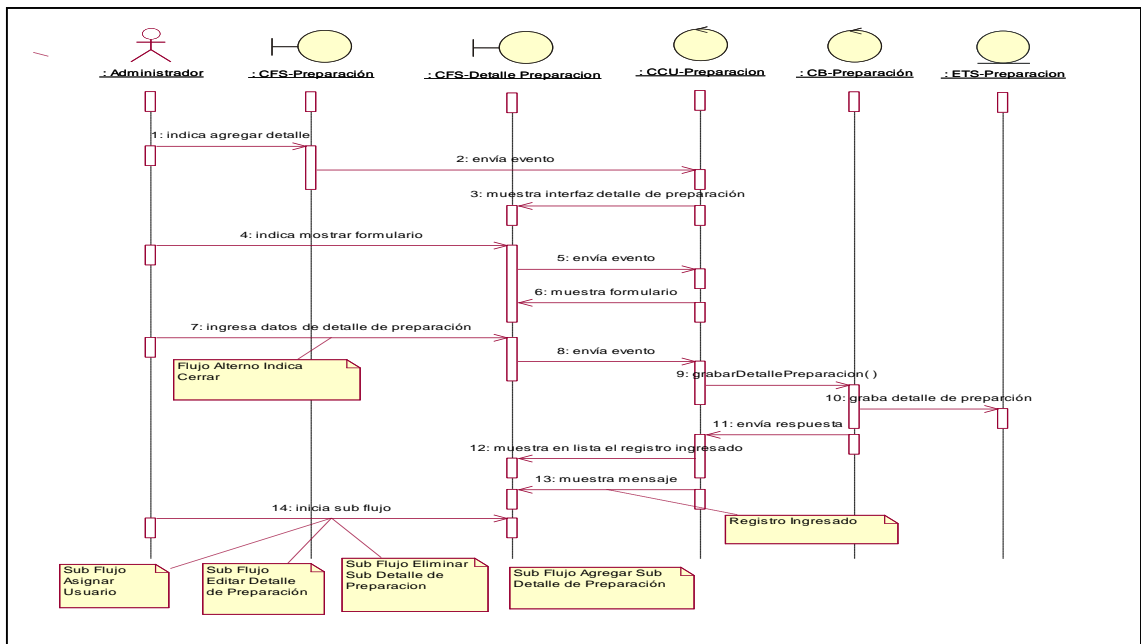 : Administrador
: CFS-Preparación
: CFS-Detalle Preparacion
: CCU-Preparacion
: CB-Preparación
: ETS-Preparacion
1: indica agregar detalle
2: envía evento
3: muestra interfaz detalle de preparación
4: indica mostrar formulario
5: envía evento
6: muestra formulario
7: ingresa datos de detalle de preparación
Flujo Alterno Indica
Cerrar
8: envía evento
9: grabarDetallePreparacion( )
10: graba detalle de preparción
11: envía respuesta
12: muestra en lista el registro ingresado
13: muestra mensaje
14: inicia sub flujo
Registro Ingresado
Sub Flujo
Asignar
Usuario
Sub Flujo
Editar Detalle
de Preparación
Sub Flujo Eliminar
Sub Detalle de
Preparacion
Sub Flujo Agregar Sub
Detalle de Preparación